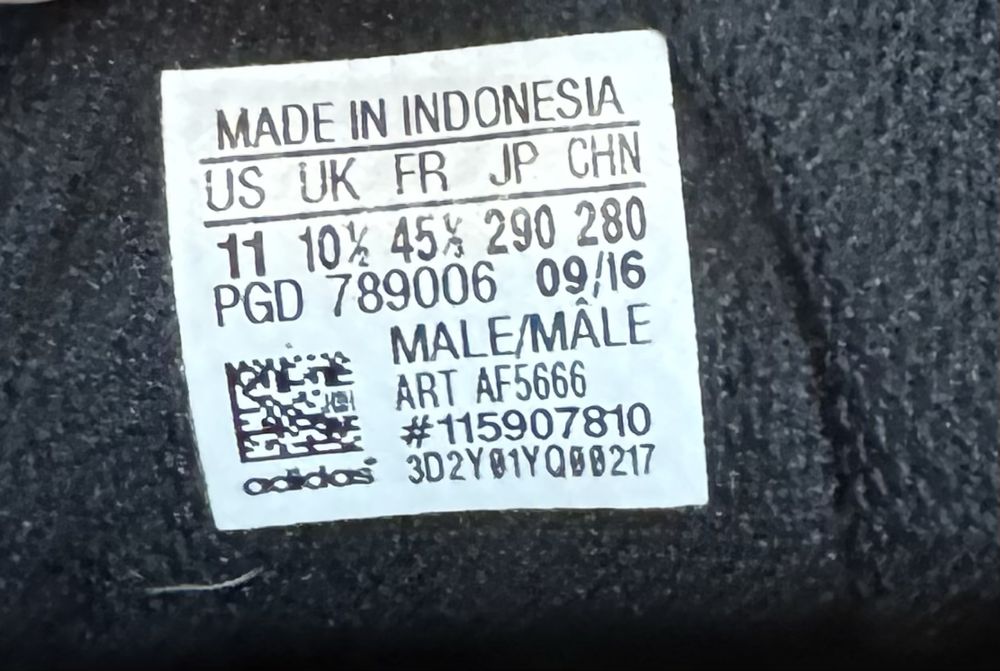 MADE IN INDONESIA
US UK FR JP CHN
11 10½ 45⅓ 290 280
PGD 789006 09/16
MALE/MÂLE
ART AF5666
#115907810
3D2Y01YQ00217
adidas